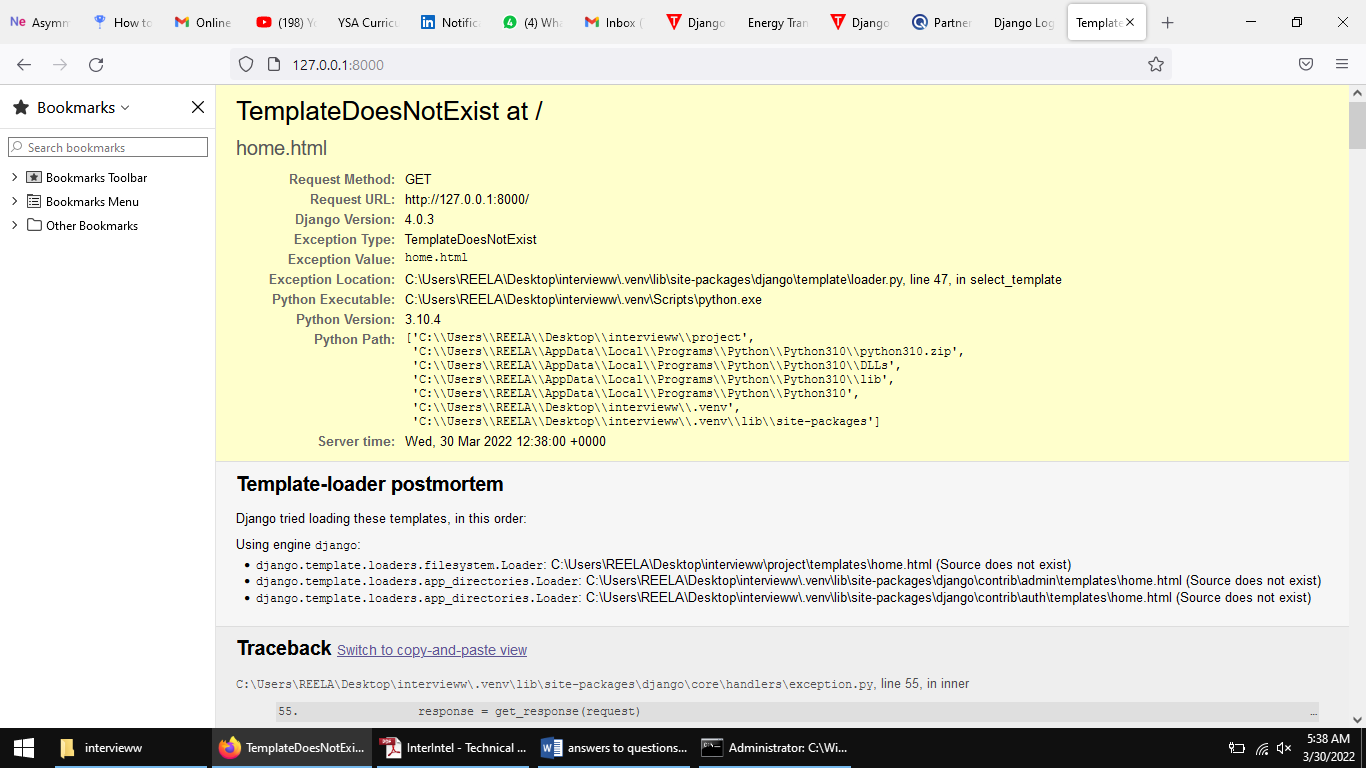 Asymm
How to
Online
(198) Yo
YSA Curricu
Notific
(4) Wha
Inbox (
Django
Energy Tran
Django
Partner
Django Log
Template
127.0.0.1:8000
Bookmarks
Search bookmarks
Bookmarks Toolbar
Bookmarks Menu
Other Bookmarks
TemplateDoesNotExist at /
home.html
Request Method: GET
Request URL: http://127.0.0.1:8000/
Django Version: 4.0.3
Exception Type: TemplateDoesNotExist
Exception Value: home.html
Exception Location: C:\Users\REELA\Desktop\intervieww\.venv\lib\site-packages\django\template\loader.py, line 47, in select_template
Python Executable: C:\Users\REELA\Desktop\intervieww\.venv\Scripts\python.exe
Python Version: 3.10.4
Python Path: ['C:\\Users\\REELA\\Desktop\\intervieww\\project',
'C:\\Users\\REELA\\AppData\\Local\\Programs\\Python\\Python310\\python310.zip',
'C:\\Users\\REELA\\AppData\\Local\\Programs\\Python\\Python310\\DLLs',
'C:\\Users\\REELA\\AppData\\Local\\Programs\\Python\\Python310\\lib',
'C:\\Users\\REELA\\AppData\\Local\\Programs\\Python\\Python310',
'C:\\Users\\REELA\\Desktop\\intervieww\\.venv',
'C:\\Users\\REELA\\Desktop\\intervieww\\.venv\\lib\\site-packages']
Server time: Wed, 30 Mar 2022 12:38:00 +0000
Template-loader postmortem
Django tried loading these templates, in this order:
Using engine django:
• django.template.loaders.filesystem.Loader: C:\Users\REELA\Desktop\intervieww\project\templates\home.html (Source does not exist)
• django.template.loaders.app_directories.Loader: C:\Users\REELA\Desktop\intervieww\.venv\lib\site-packages\django\contrib\admin\templates\home.html (Source does not exist)
• django.template.loaders.app_directories.Loader: C:\Users\REELA\Desktop\intervieww\.venv\lib\site-packages\django\contrib\auth\templates\home.html (Source does not exist)
Traceback Switch to copy-and-paste view
C:\Users\REELA\Desktop\intervieww\.venv\lib\site-packages\django\core\handlers\exception.py, line 55, in inner
55. response = get_response(request) …
intervieww
TemplateDoesNotExi...
InterIntel - Technical ...
answers to questions...
Administrator: C:\Wi...
5:38 AM
3/30/2022